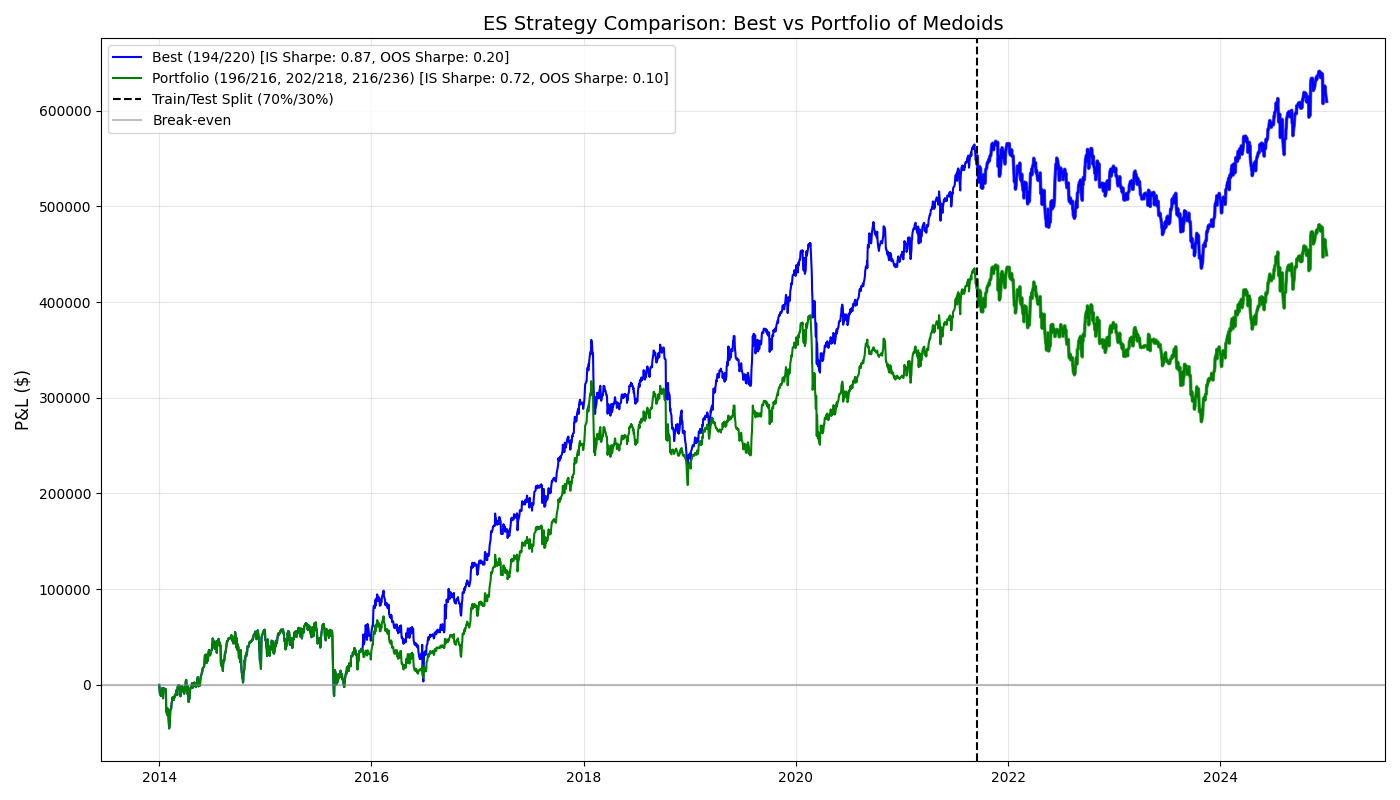 ES Strategy Comparison: Best vs Portfolio of Medoids
Best (194/220) [IS Sharpe: 0.87, OOS Sharpe: 0.20]
Portfolio (196/216, 202/218, 216/236) [IS Sharpe: 0.72, OOS Sharpe: 0.10]
Train/Test Split (70%/30%)
Break-even
P&L ($)
600000
500000
400000
300000
200000
100000
0
2014
2016
2018
2020
2022
2024